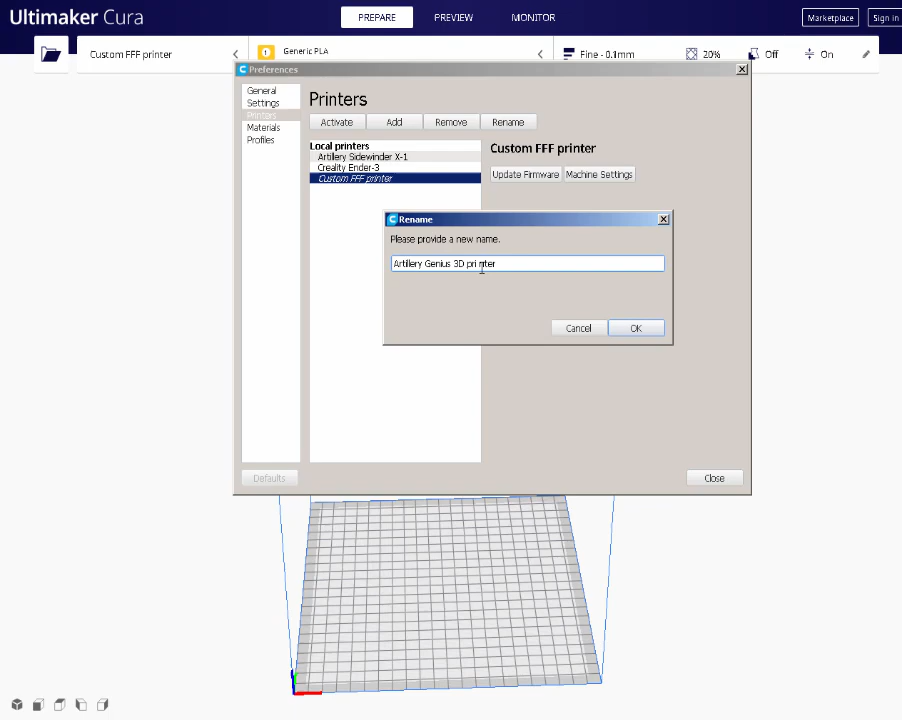 Ultimaker Cura
PREPARE
PREVIEW
MONITOR
Marketplace
Sign in
Custom FFF printer
Generic PLA
Fine - 0.1mm
20%
Off
On
Preferences
General
Settings
Printers
Materials
Profiles
Printers
Activate
Add
Remove
Rename
Local printers
Artillery Sidewinder X-1
Creality Ender-3
Custom FFF printer
Custom FFF printer
Update Firmware
Machine Settings
Rename
Please provide a new name.
Artillery Genius 3D printer
Cancel
OK
Defaults
Close